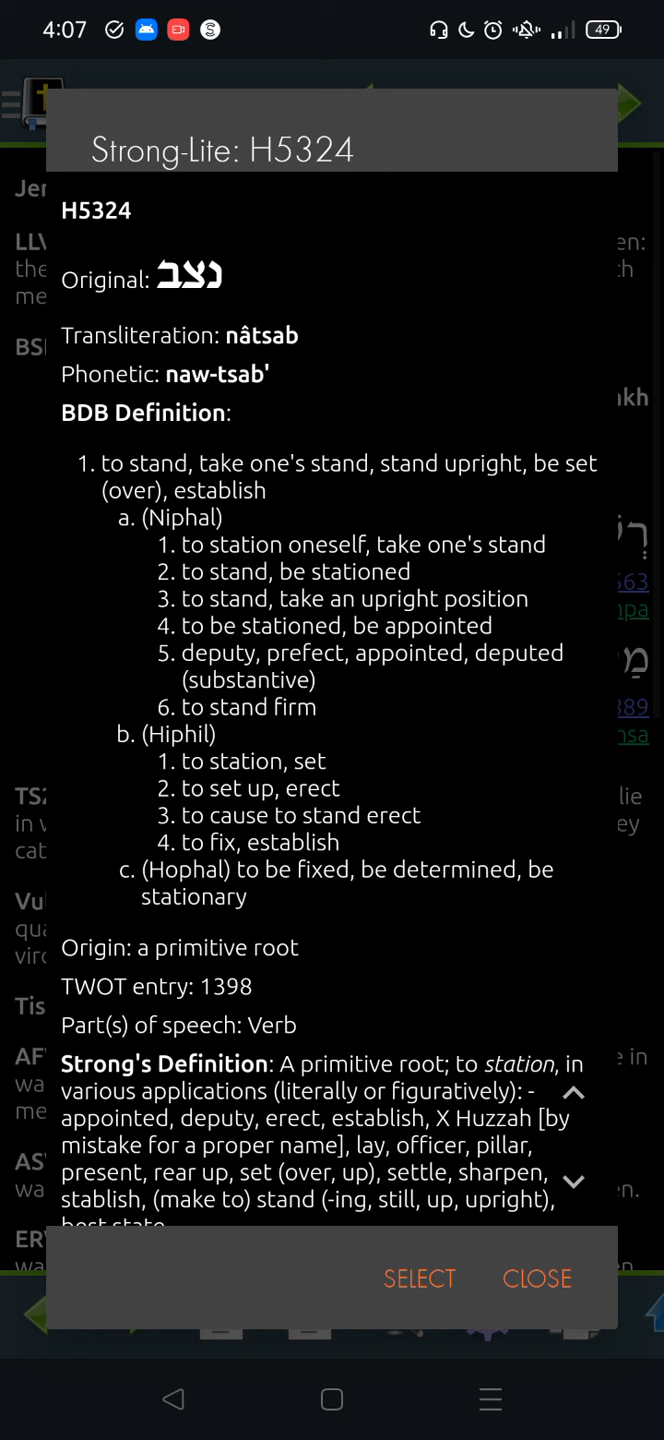 4:07
49
Strong-Lite: H5324
H5324
Original: נצב
Transliteration: nâtsab
Phonetic: naw-tsab'
BDB Definition:
1. to stand, take one's stand, stand upright, be set
(over), establish
a. (Niphal)
1. to station oneself, take one's stand
2. to stand, be stationed
3. to stand, take an upright position
4. to be stationed, be appointed
5. deputy, prefect, appointed, deputed
(substantive)
6. to stand firm
b. (Hiphil)
1. to station, set
2. to set up, erect
3. to cause to stand erect
4. to fix, establish
c. (Hophal) to be fixed, be determined, be
stationary
Origin: a primitive root
TWOT entry: 1398
Part(s) of speech: Verb
Strong's Definition: A primitive root; to station, in
various applications (literally or figuratively): -
appointed, deputy, erect, establish, X Huzzah [by
mistake for a proper name], lay, officer, pillar,
present, rear up, set (over, up), settle, sharpen,
stablish, (make to) stand (-ing, still, up, upright),
best state
SELECT CLOSE